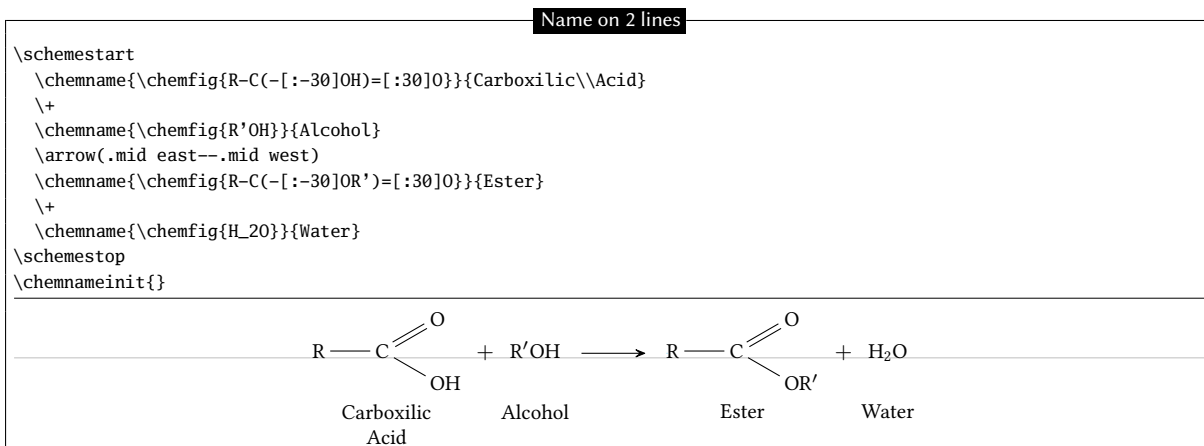 Name on 2 lines
\schemestart
  \chemname{\chemfig{R-C(-[:-30]OH)=[:30]O}}{Carboxilic\\Acid}
  \+
  \chemname{\chemfig{R’OH}}{Alcohol}
  \arrow(.mid east--.mid west)
  \chemname{\chemfig{R-C(-[:-30]OR’)=[:30]O}}{Ester}
  \+
  \chemname{\chemfig{H_2O}}{Water}
\schemestop
\chemnameinit{}
O O
R C + R′OH R C + H₂O
OH OR′
Carboxilic Alcohol Ester Water
Acid